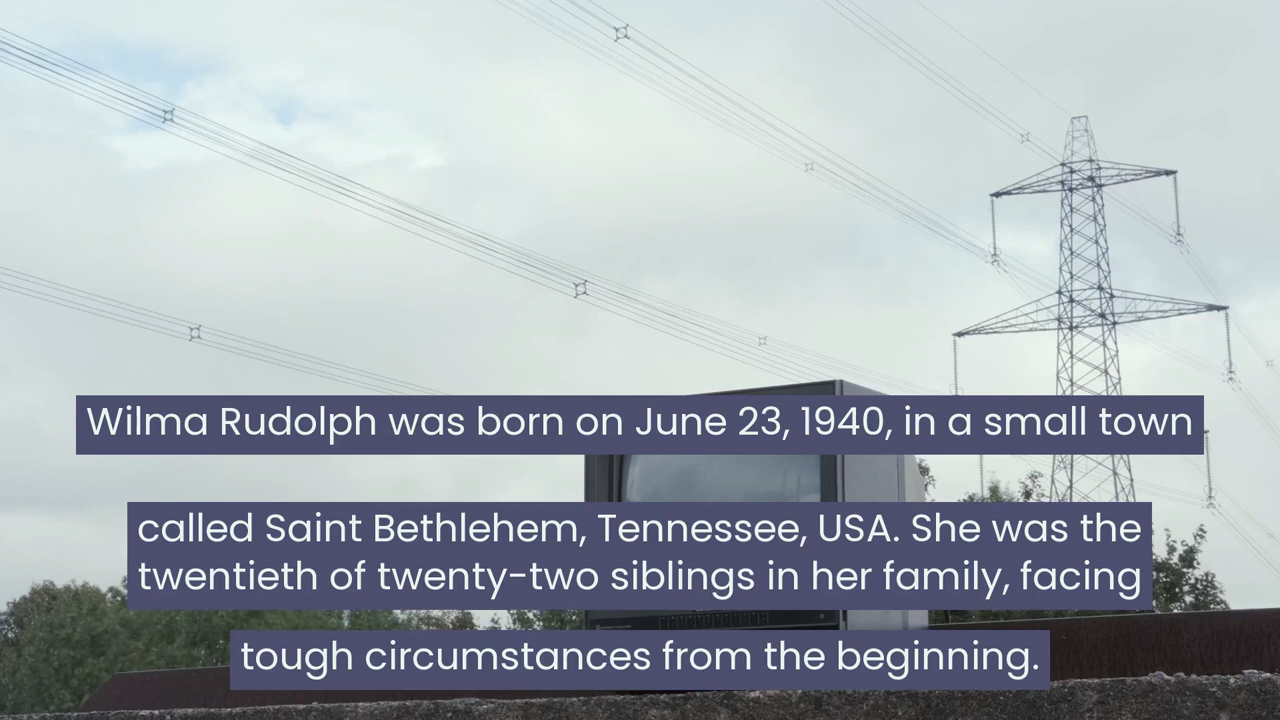 Wilma Rudolph was born on June 23, 1940, in a small town
called Saint Bethlehem, Tennessee, USA. She was the
twentieth of twenty-two siblings in her family, facing
tough circumstances from the beginning.